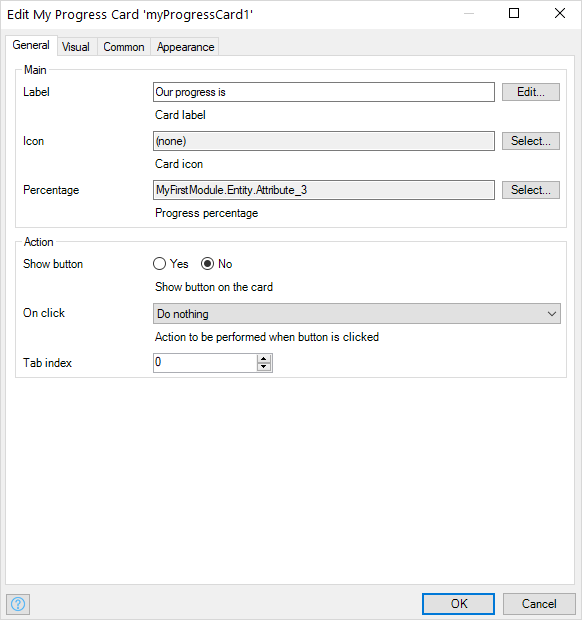 Edit My Progress Card 'myProgressCard1'
General Visual Common Appearance
Main
Label Our progress is Edit...
Card label
Icon (none) Select...
Card icon
Percentage MyFirstModule.Entity.Attribute_3 Select...
Progress percentage
Action
Show button Yes No
Show button on the card
On click Do nothing
Action to be performed when button is clicked
Tab index 0
? OK Cancel